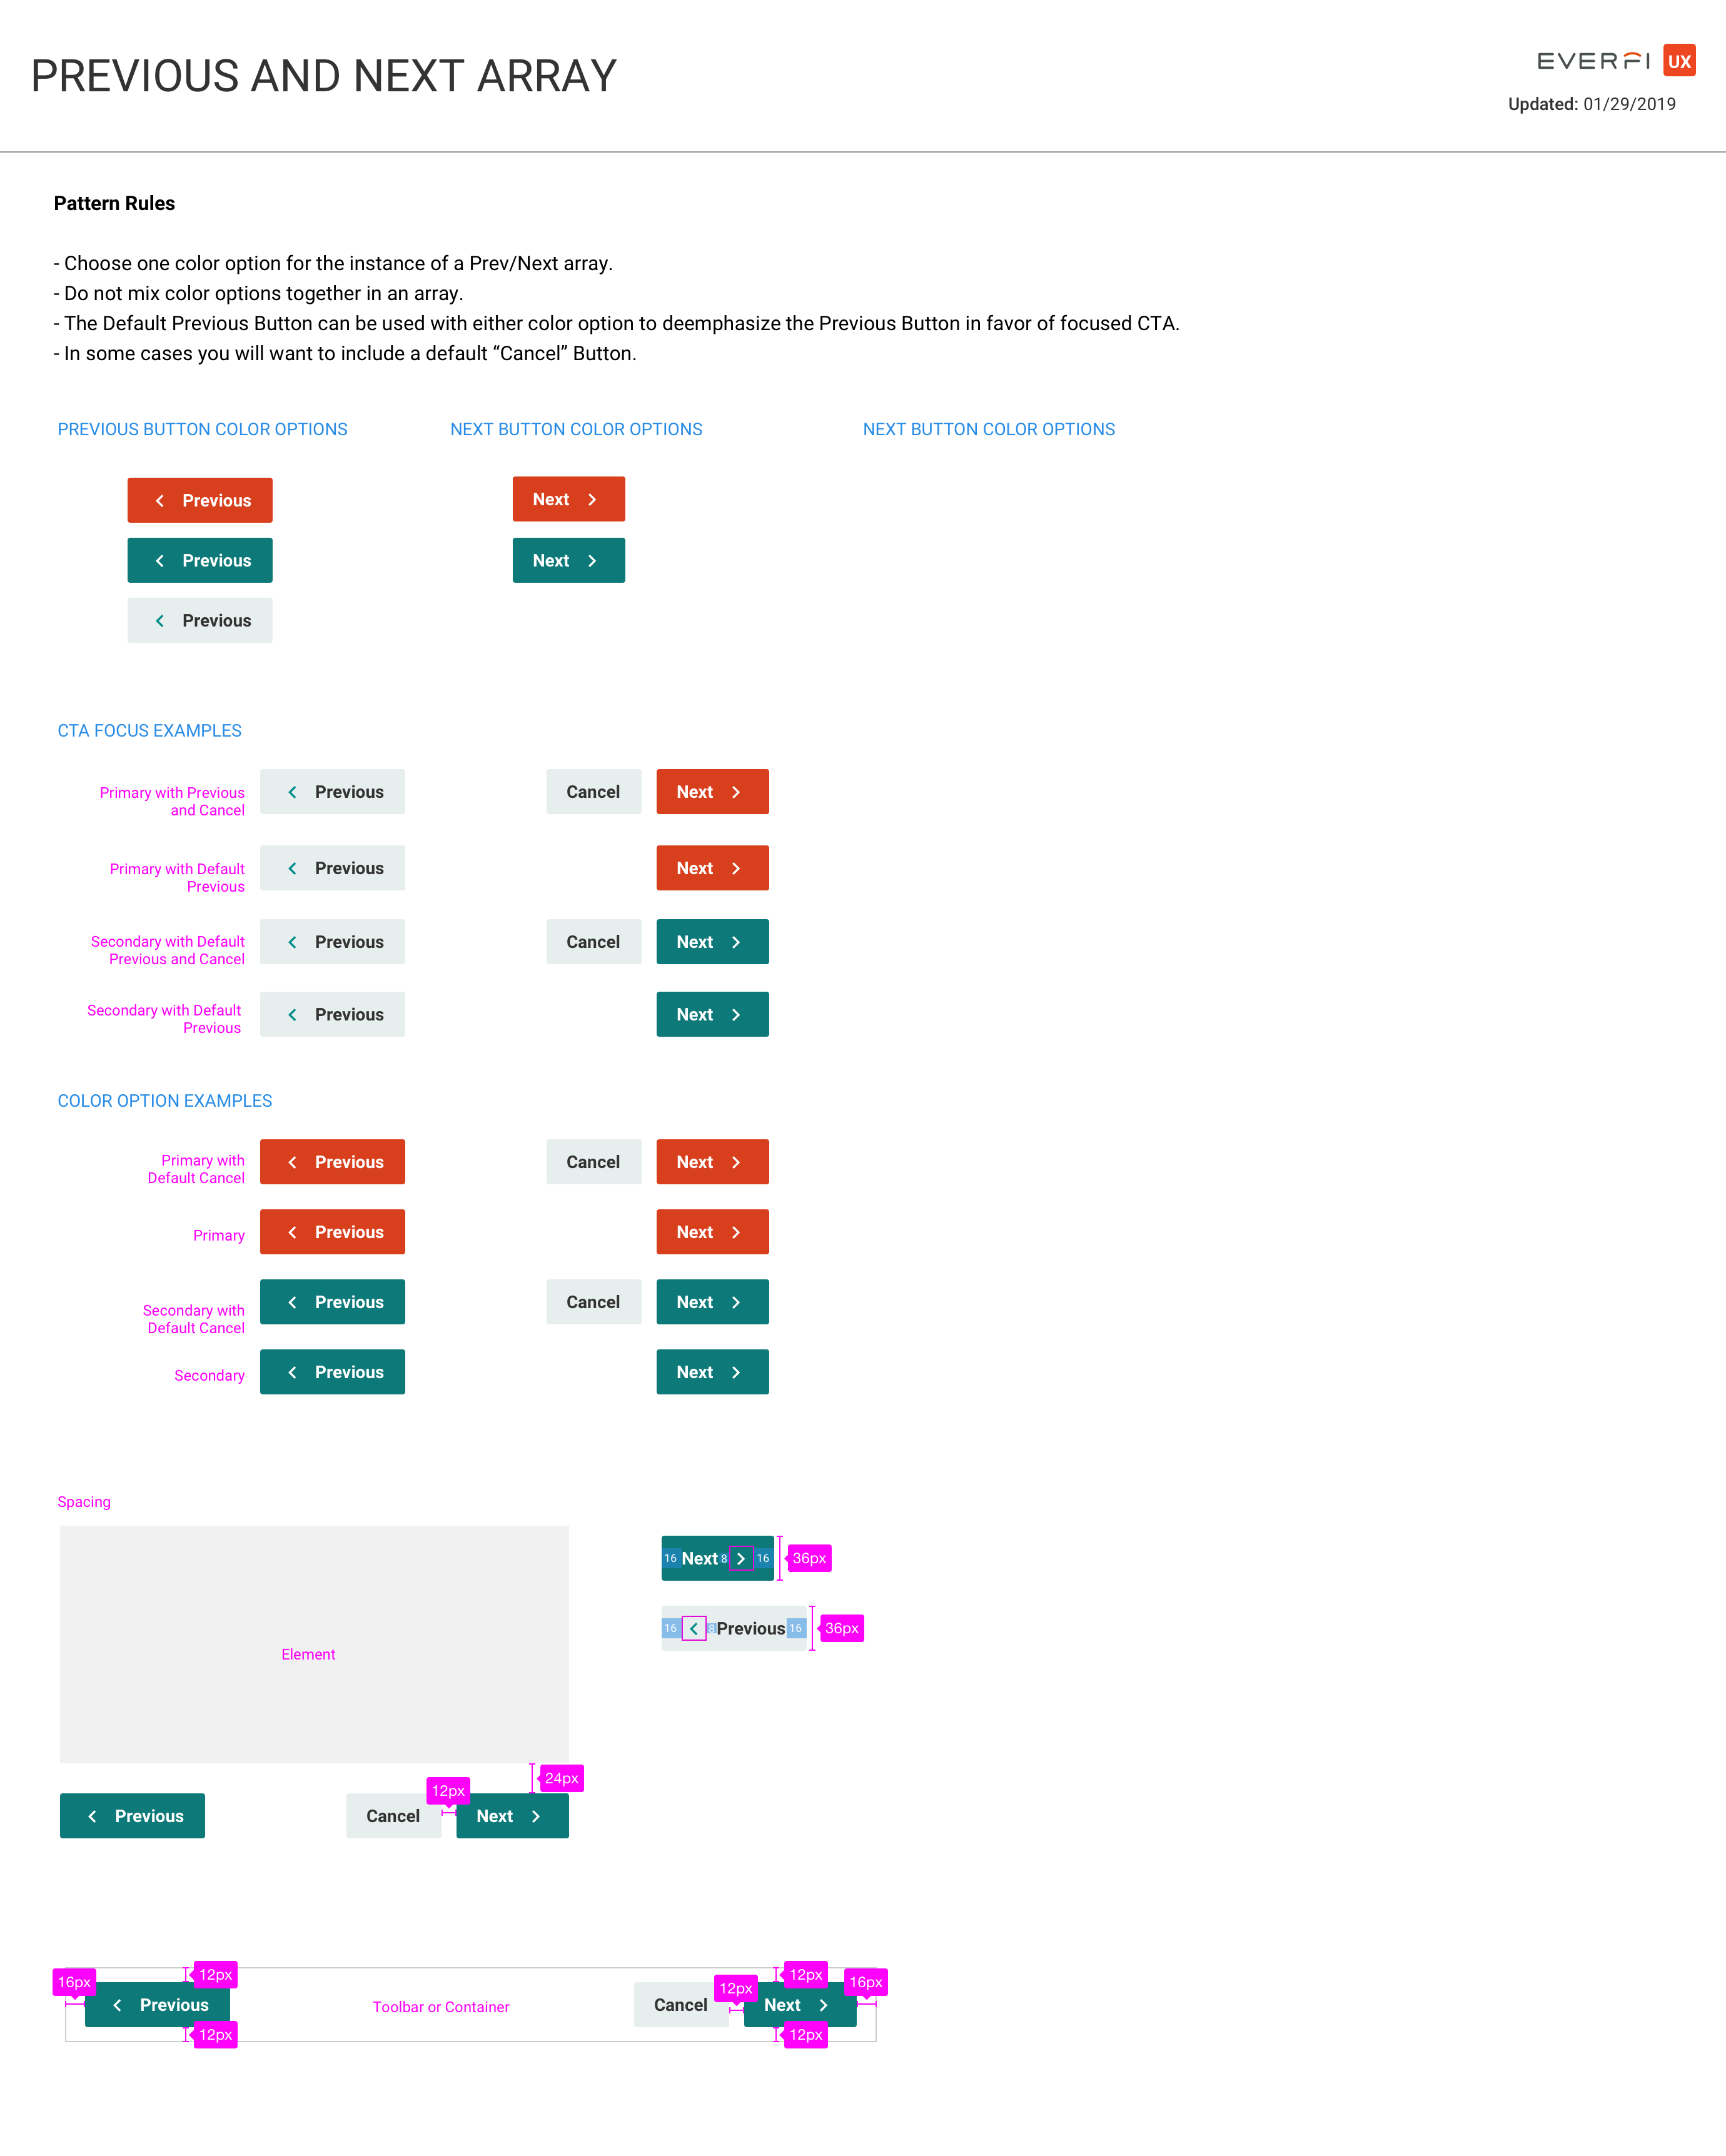 PREVIOUS AND NEXT ARRAY
EVERFI UX
Updated: 01/29/2019
Pattern Rules
- Choose one color option for the instance of a Prev/Next array.
- Do not mix color options together in an array.
- The Default Previous Button can be used with either color option to deemphasize the Previous Button in favor of focused CTA.
- In some cases you will want to include a default “Cancel” Button.
PREVIOUS BUTTON COLOR OPTIONS
NEXT BUTTON COLOR OPTIONS
NEXT BUTTON COLOR OPTIONS
Previous
Next
Previous
Next
Previous
CTA FOCUS EXAMPLES
Primary with Previous
and Cancel
Previous
Cancel
Next
Primary with Default
Previous
Previous
Next
Secondary with Default
Previous and Cancel
Previous
Cancel
Next
Secondary with Default
Previous
Previous
Next
COLOR OPTION EXAMPLES
Primary with
Default Cancel
Previous
Cancel
Next
Primary
Previous
Next
Secondary with
Default Cancel
Previous
Cancel
Next
Secondary
Previous
Next
Spacing
Element
16 Next 8 16
36px
16 8 Previous 16
36px
24px
12px
Previous
Cancel
Next
16px
12px
12px
12px
16px
Previous
Toolbar or Container
Cancel
Next
12px
12px